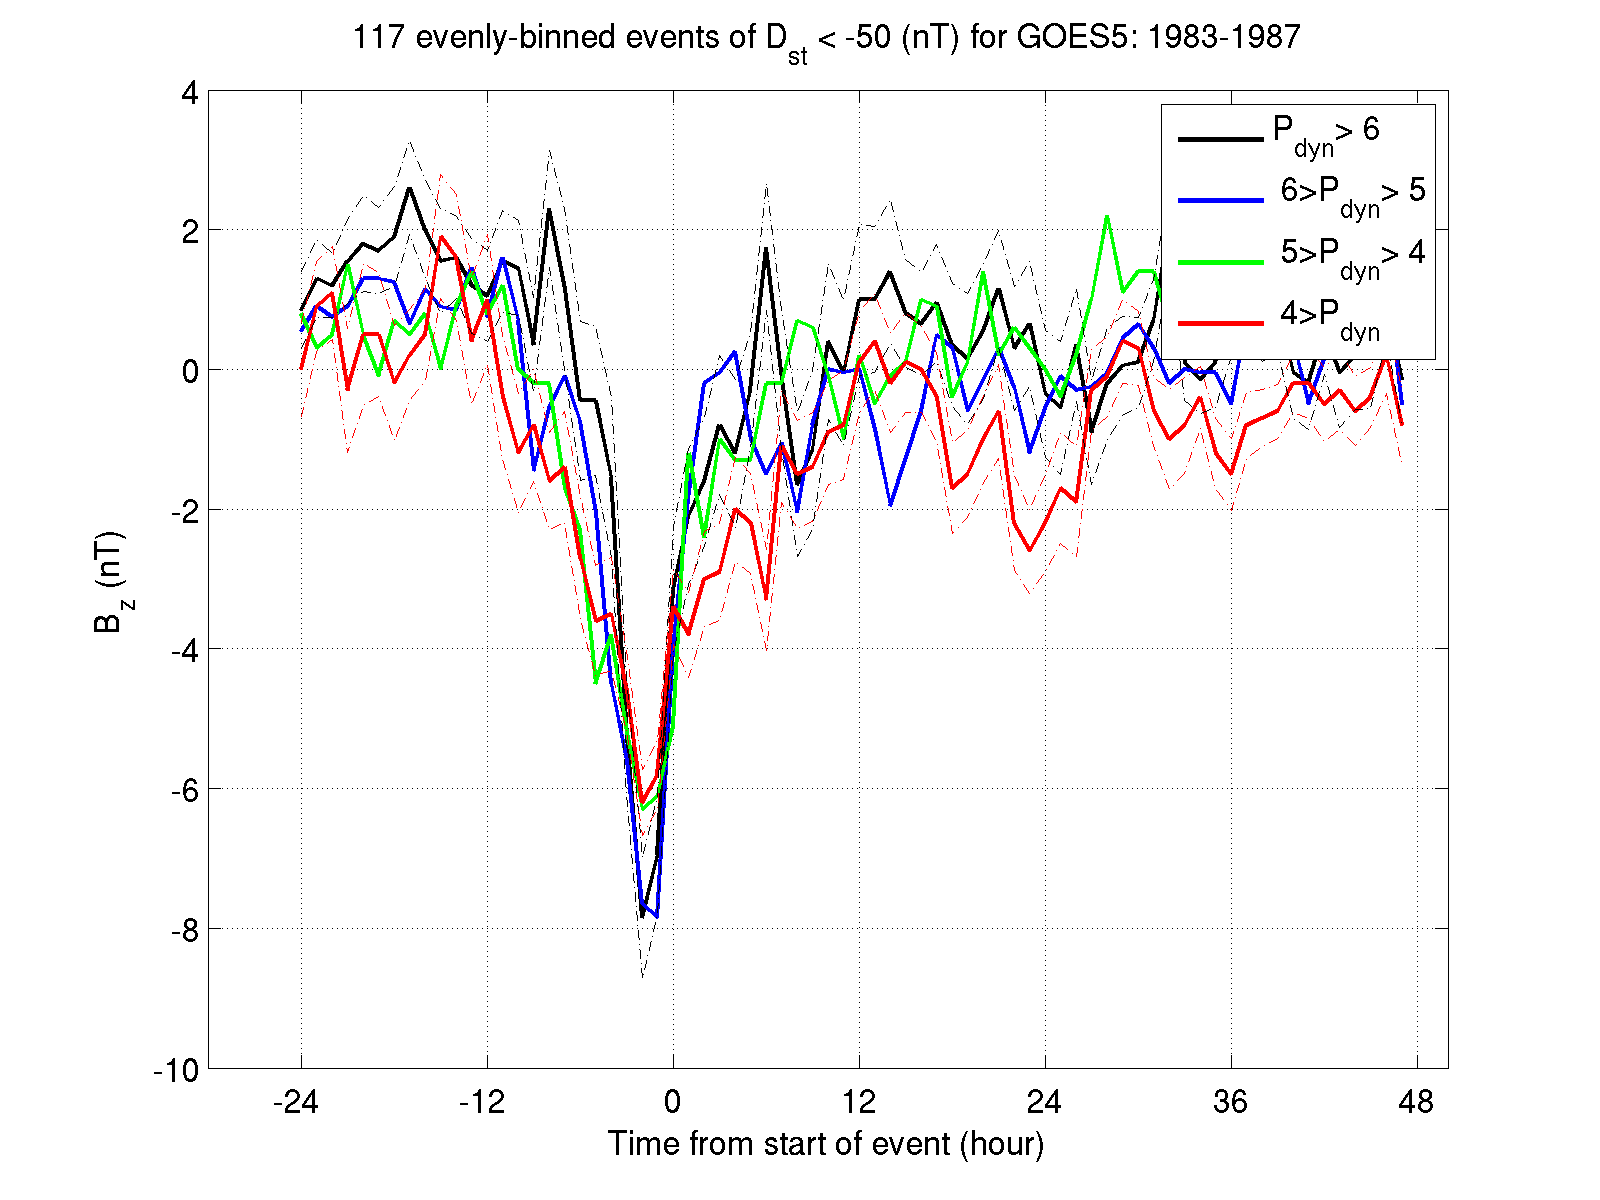 117 evenly-binned events of Dst < -50 (nT) for GOES5: 1983-1987
4
2
0
-2
-4
-6
-8
-10
Bz (nT)
Pdyn> 6
6>Pdyn> 5
5>Pdyn> 4
4>Pdyn
-24 -12 0 12 24 36 48
Time from start of event (hour)